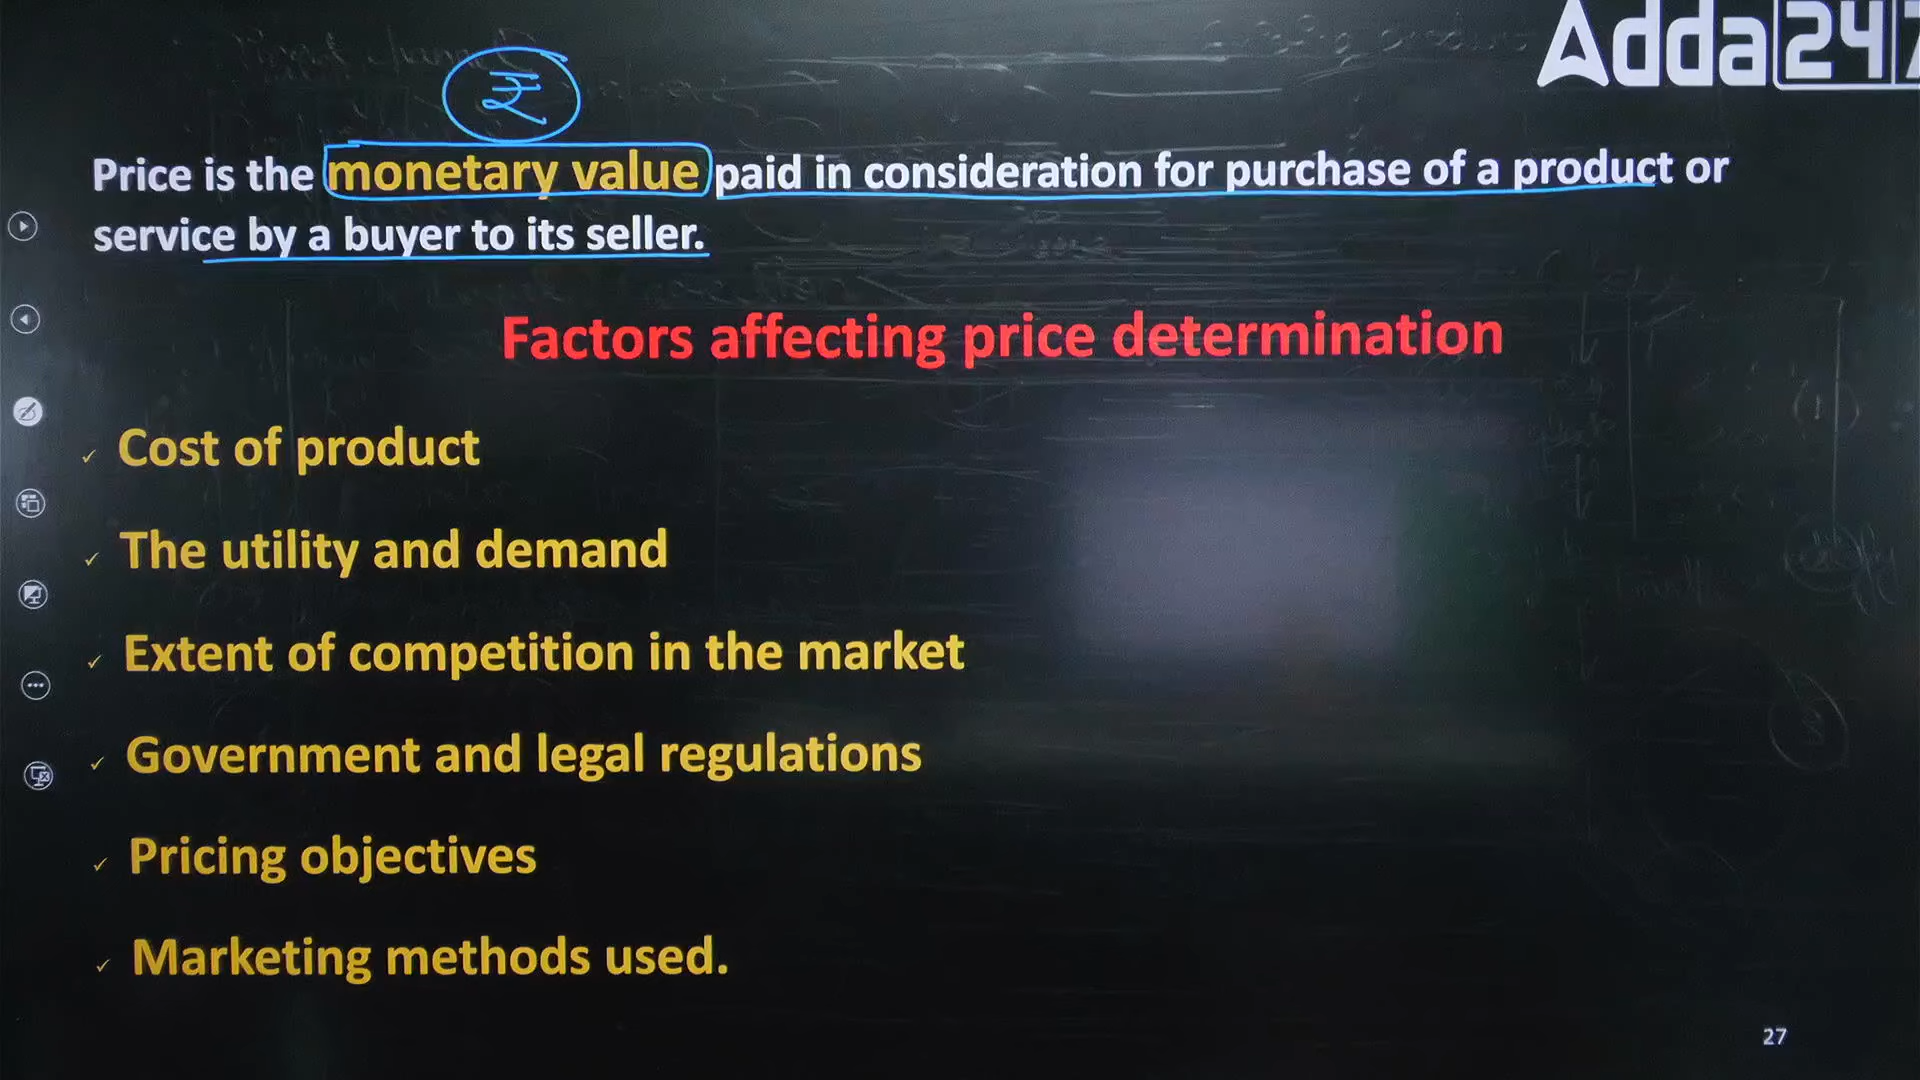 Adda247
₹
Price is the monetary value paid in consideration for purchase of a product or
service by a buyer to its seller.
Factors affecting price determination
✓ Cost of product
✓ The utility and demand
✓ Extent of competition in the market
✓ Government and legal regulations
✓ Pricing objectives
✓ Marketing methods used.
27